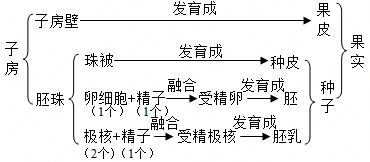 子房
子房壁 发育成 果皮
果实
胚珠
珠被 发育成 种皮
卵细胞+精子 融合 受精卵 发育成 胚
(1个) (1个)
种子
极核+精子 融合 受精极核 发育成 胚乳
(2个) (1个)